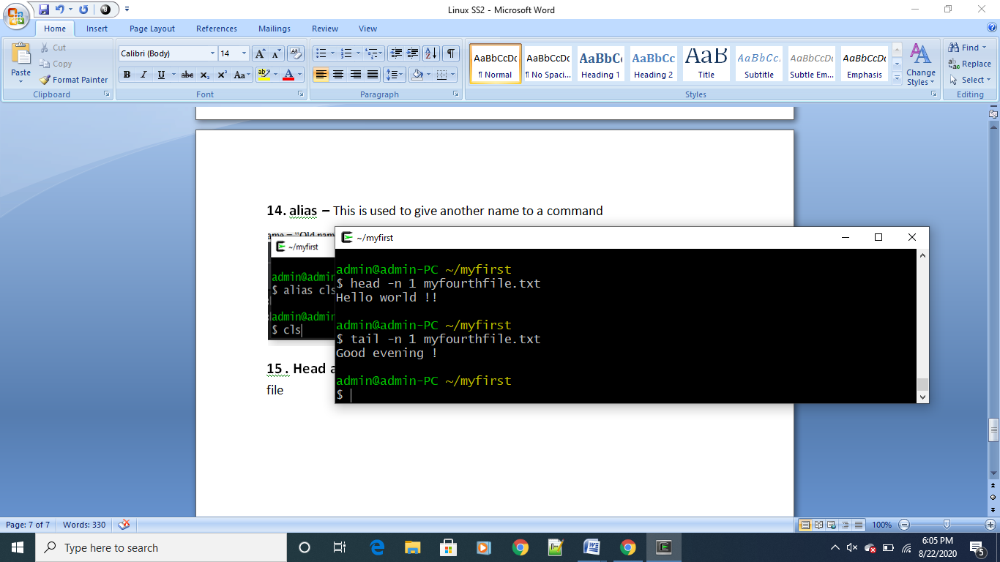 Linux SS2 - Microsoft Word
Home Insert Page Layout References Mailings Review View
Paste
Cut
Copy
Format Painter
Clipboard
Calibri (Body) 14
B I U abc x₂ x² Aa
Font
Paragraph
AaBbCcDc AaBbCcDc AaBbC AaBbCc AaB AaBbCc. AaBbCcDc AaBbCcDc
¶ Normal ¶ No Spaci... Heading 1 Heading 2 Title Subtitle Subtle Em... Emphasis
Change Styles
Styles
Find
Replace
Select
Editing
14. alias – This is used to give another name to a command
ame = “Old nam
~/myfirst
admin@admin
$ alias cls
admin@admin
$ cls
15. Head a
file
~/myfirst
admin@admin-PC ~/myfirst
$ head -n 1 myfourthfile.txt
Hello world !!
admin@admin-PC ~/myfirst
$ tail -n 1 myfourthfile.txt
Good evening !
admin@admin-PC ~/myfirst
$
Page: 7 of 7 Words: 330 100%
Type here to search
6:05 PM
8/22/2020
5